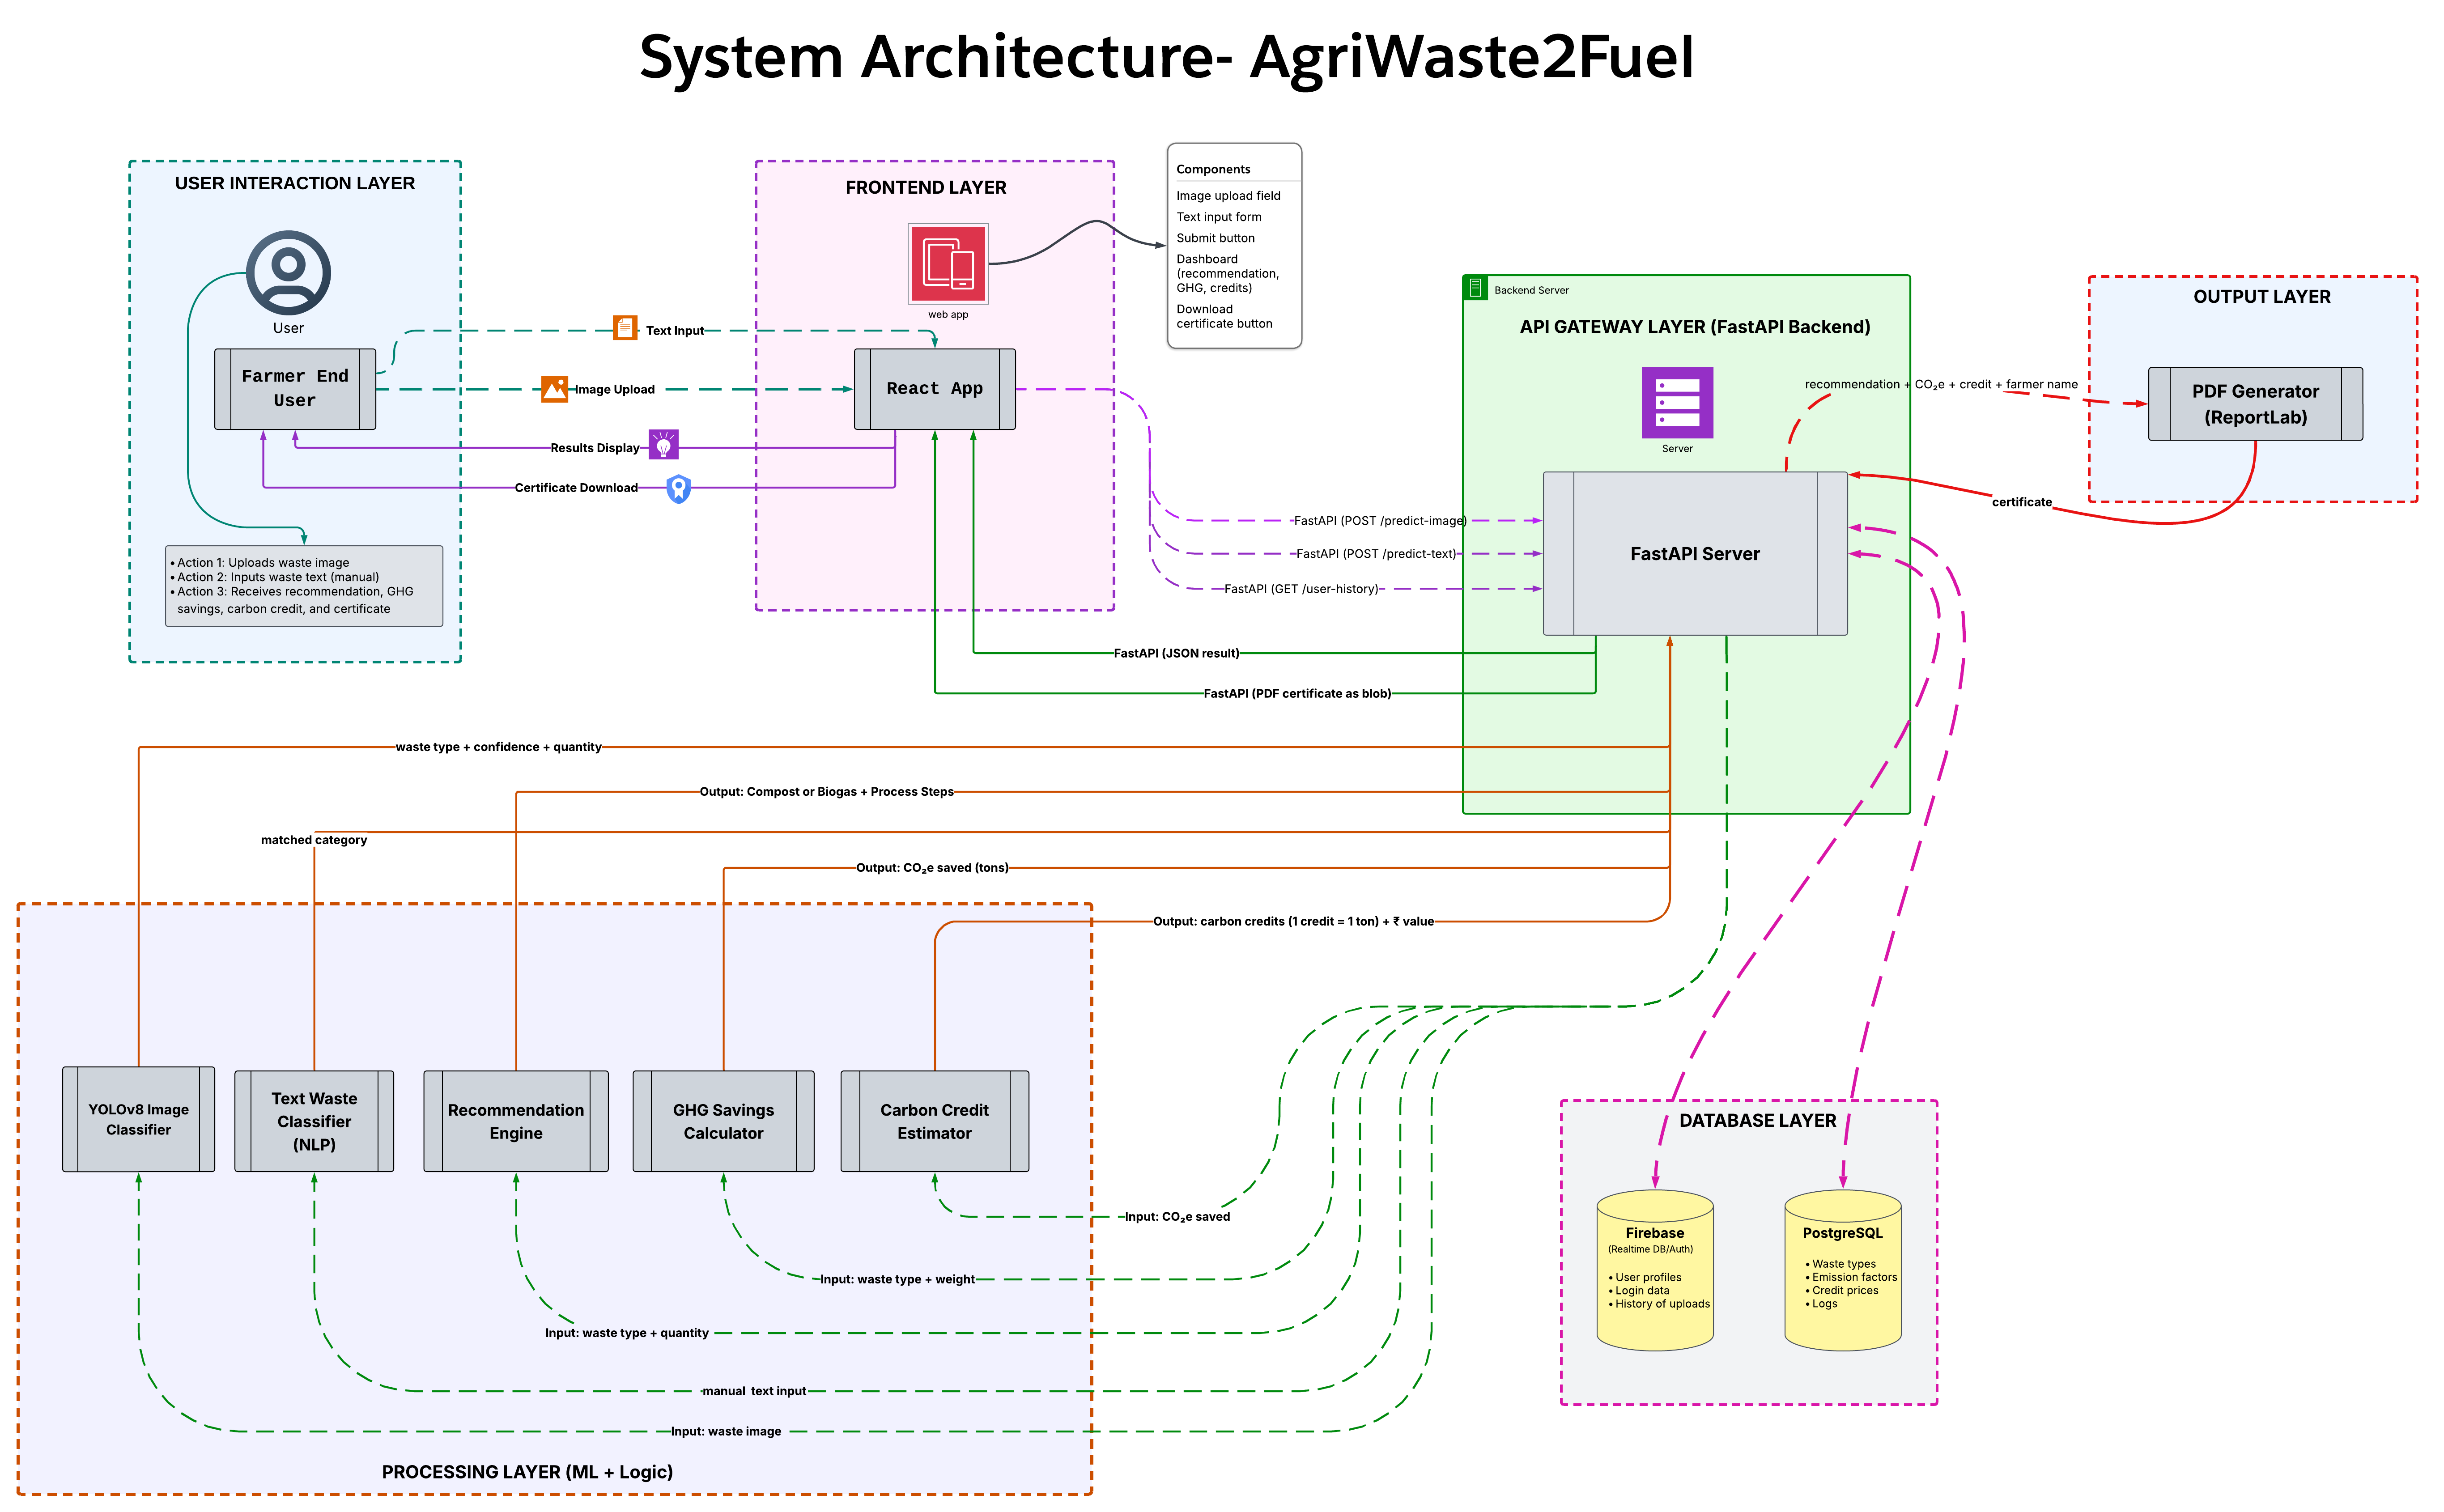 System Architecture- AgriWaste2Fuel
USER INTERACTION LAYER
User
Farmer End
User
• Action 1: Uploads waste image
• Action 2: Inputs waste text (manual)
• Action 3: Receives recommendation, GHG
savings, carbon credit, and certificate
Text Input
Image Upload
Results Display
Certificate Download
FRONTEND LAYER
web app
React App
Components
Image upload field
Text input form
Submit button
Dashboard
(recommendation,
GHG, credits)
Download
certificate button
FastAPI (POST /predict-image)
FastAPI (POST /predict-text)
FastAPI (GET /user-history)
FastAPI (JSON result)
FastAPI (PDF certificate as blob)
Backend Server
API GATEWAY LAYER (FastAPI Backend)
Server
FastAPI Server
recommendation + CO₂e + credit + farmer name
certificate
OUTPUT LAYER
PDF Generator
(ReportLab)
waste type + confidence + quantity
Output: Compost or Biogas + Process Steps
matched category
Output: CO₂e saved (tons)
Output: carbon credits (1 credit = 1 ton) + ₹ value
YOLOv8 Image
Classifier
Text Waste
Classifier
(NLP)
Recommendation
Engine
GHG Savings
Calculator
Carbon Credit
Estimator
Input: CO₂e saved
Input: waste type + weight
Input: waste type + quantity
manual text input
Input: waste image
PROCESSING LAYER (ML + Logic)
DATABASE LAYER
Firebase
(Realtime DB/Auth)
• User profiles
• Login data
• History of uploads
PostgreSQL
• Waste types
• Emission factors
• Credit prices
• Logs